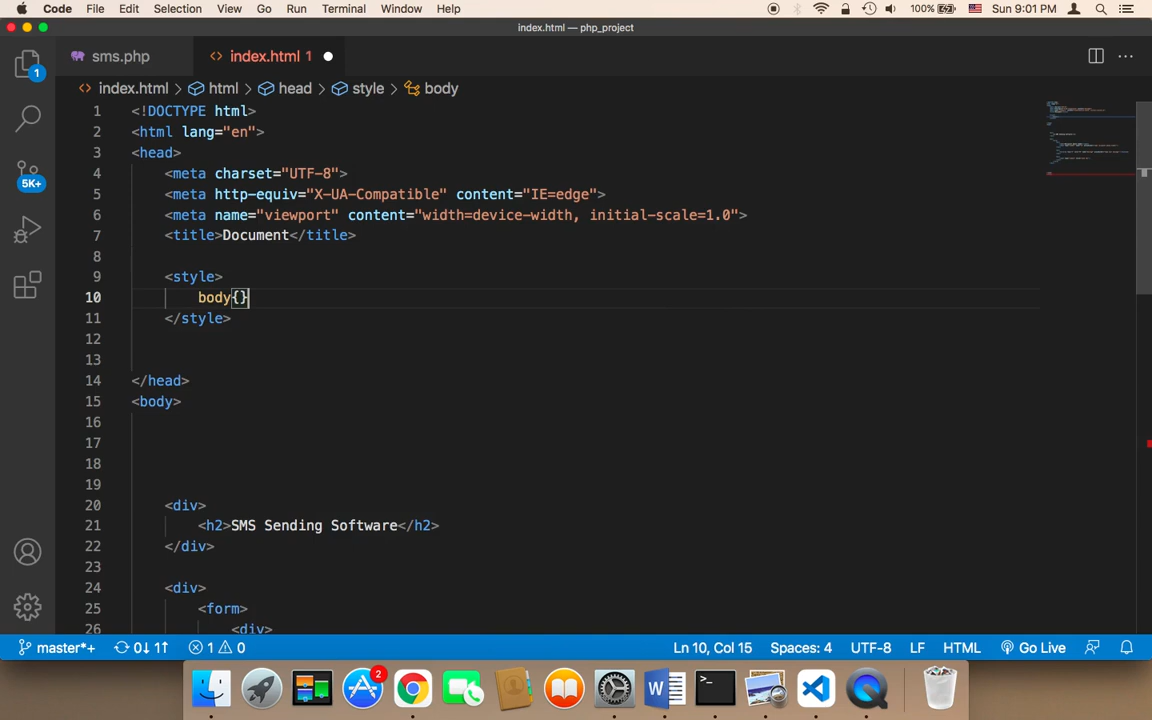 Code File Edit Selection View Go Run Terminal Window Help 100% Sun 9:01 PM
index.html — php_project
sms.php index.html 1
index.html > html > head > style > body
1 <!DOCTYPE html>
2 <html lang="en">
3 <head>
4 <meta charset="UTF-8">
5 <meta http-equiv="X-UA-Compatible" content="IE=edge">
6 <meta name="viewport" content="width=device-width, initial-scale=1.0">
7 <title>Document</title>
8
9 <style>
10 body{}
11 </style>
12
13
14 </head>
15 <body>
16
17
18
19
20 <div>
21 <h2>SMS Sending Software</h2>
22 </div>
23
24 <div>
25 <form>
26 <div>
1
5K+
master*+ 0↓ 1↑ 1 0 Ln 10, Col 15 Spaces: 4 UTF-8 LF HTML Go Live
2